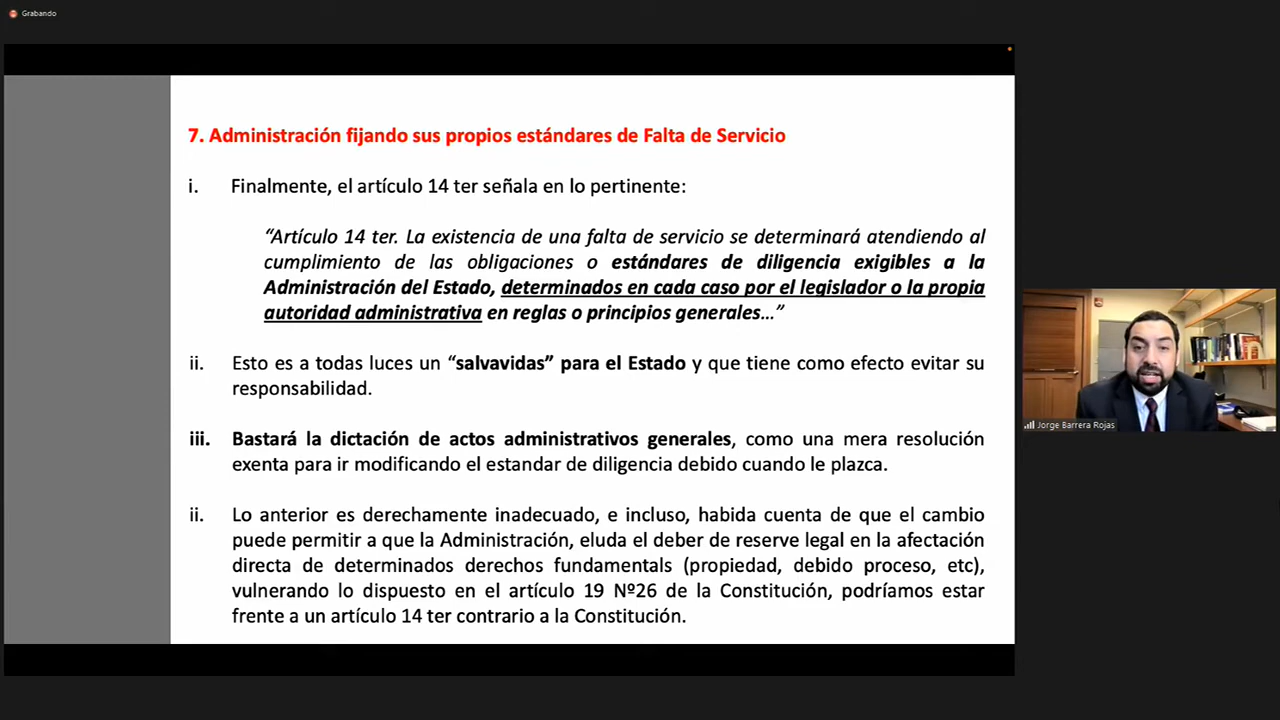 Grabando
7. Administración fijando sus propios estándares de Falta de Servicio
i. Finalmente, el artículo 14 ter señala en lo pertinente:
“Artículo 14 ter. La existencia de una falta de servicio se determinará atendiendo al
cumplimiento de las obligaciones o estándares de diligencia exigibles a la
Administración del Estado, determinados en cada caso por el legislador o la propia
autoridad administrativa en reglas o principios generales…”
ii. Esto es a todas luces un “salvavidas” para el Estado y que tiene como efecto evitar su
responsabilidad.
iii. Bastará la dictación de actos administrativos generales, como una mera resolución
exenta para ir modificando el estandar de diligencia debido cuando le plazca.
ii. Lo anterior es derechamente inadecuado, e incluso, habida cuenta de que el cambio
puede permitir a que la Administración, eluda el deber de reserve legal en la afectación
directa de determinados derechos fundamentals (propiedad, debido proceso, etc),
vulnerando lo dispuesto en el artículo 19 Nº26 de la Constitución, podríamos estar
frente a un artículo 14 ter contrario a la Constitución.
Jorge Barrera Rojas